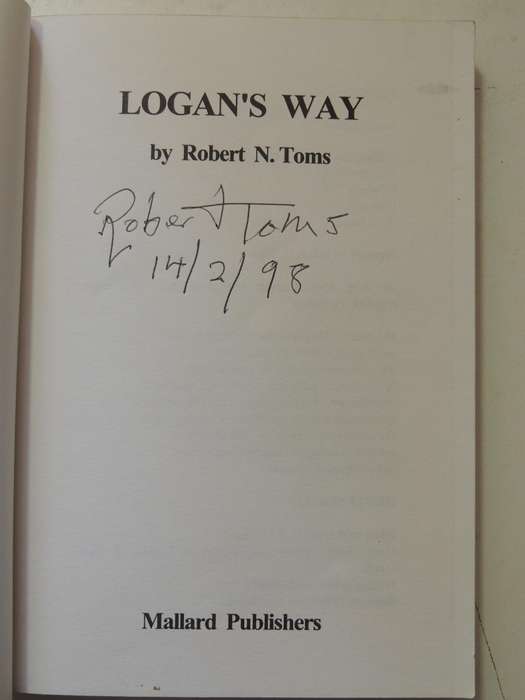 LOGAN'S WAY
by Robert N. Toms
Robert Toms
14/2/98
Mallard Publishers